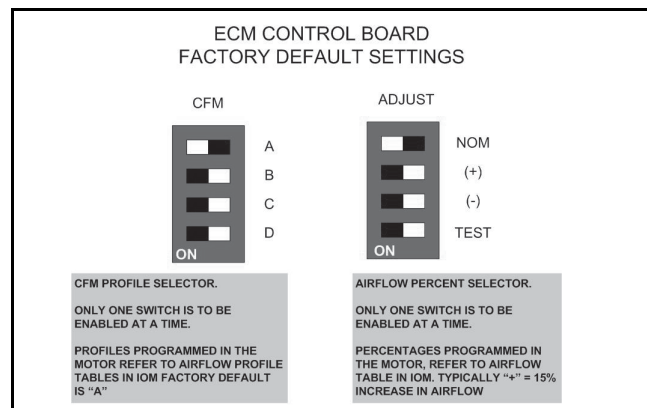 ECM CONTROL BOARD
FACTORY DEFAULT SETTINGS
CFM
A
B
C
D
ON
ADJUST
NOM
(+)
(-)
TEST
ON
CFM PROFILE SELECTOR.
ONLY ONE SWITCH IS TO BE
ENABLED AT A TIME.
PROFILES PROGRAMMED IN THE
MOTOR REFER TO AIRFLOW PROFILE
TABLES IN IOM FACTORY DEFAULT
IS “A”
AIRFLOW PERCENT SELECTOR.
ONLY ONE SWITCH IS TO BE
ENABLED AT A TIME.
PERCENTAGES PROGRAMMED IN
THE MOTOR, REFER TO AIRFLOW
TABLE IN IOM. TYPICALLY “+” = 15%
INCREASE IN AIRFLOW